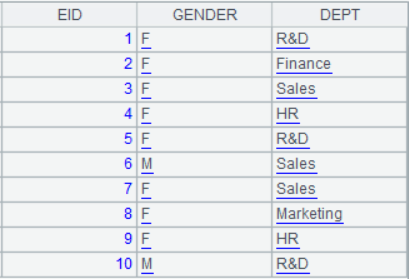 EID GENDER DEPT
1 F R&D
2 F Finance
3 F Sales
4 F HR
5 F R&D
6 M Sales
7 F Sales
8 F Marketing
9 F HR
10 M R&D